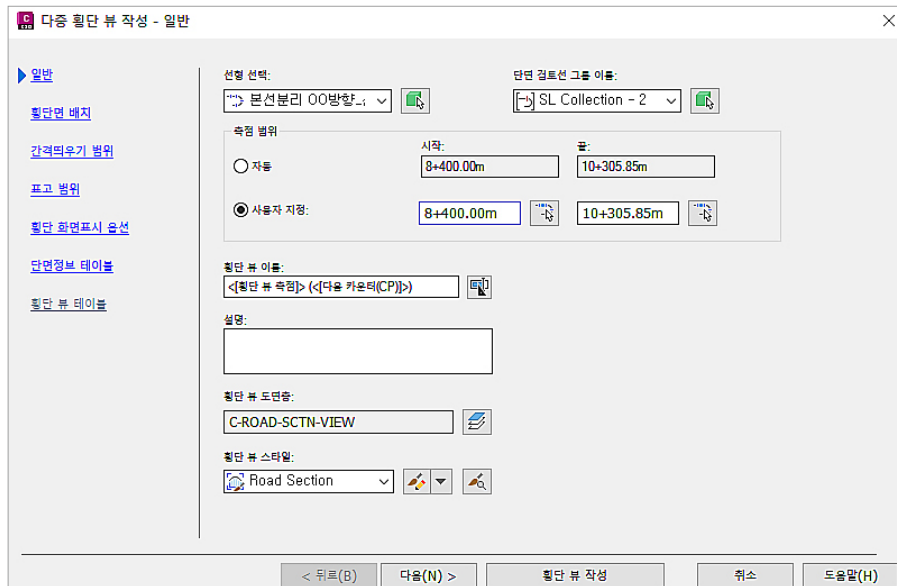 다중 횡단 뷰 작성 - 일반
일반
횡단면 배치
간격띄우기 범위
표고 범위
횡단 화면표시 옵션
단면정보 테이블
횡단 뷰 테이블
선형 선택:
본선분리 OO방향_
단면 검토선 그룹 이름:
SL Collection - 2
측점 범위
시작:
끝:
자동
8+400.00m
10+305.85m
사용자 지정:
8+400.00m
10+305.85m
횡단 뷰 이름:
<[횡단 뷰 측점]> (<[다음 카운터(CP)]>)
설명:
횡단 뷰 도면층:
C-ROAD-SCTN-VIEW
횡단 뷰 스타일:
Road Section
< 뒤로(B)
다음(N) >
횡단 뷰 작성
취소
도움말(H)